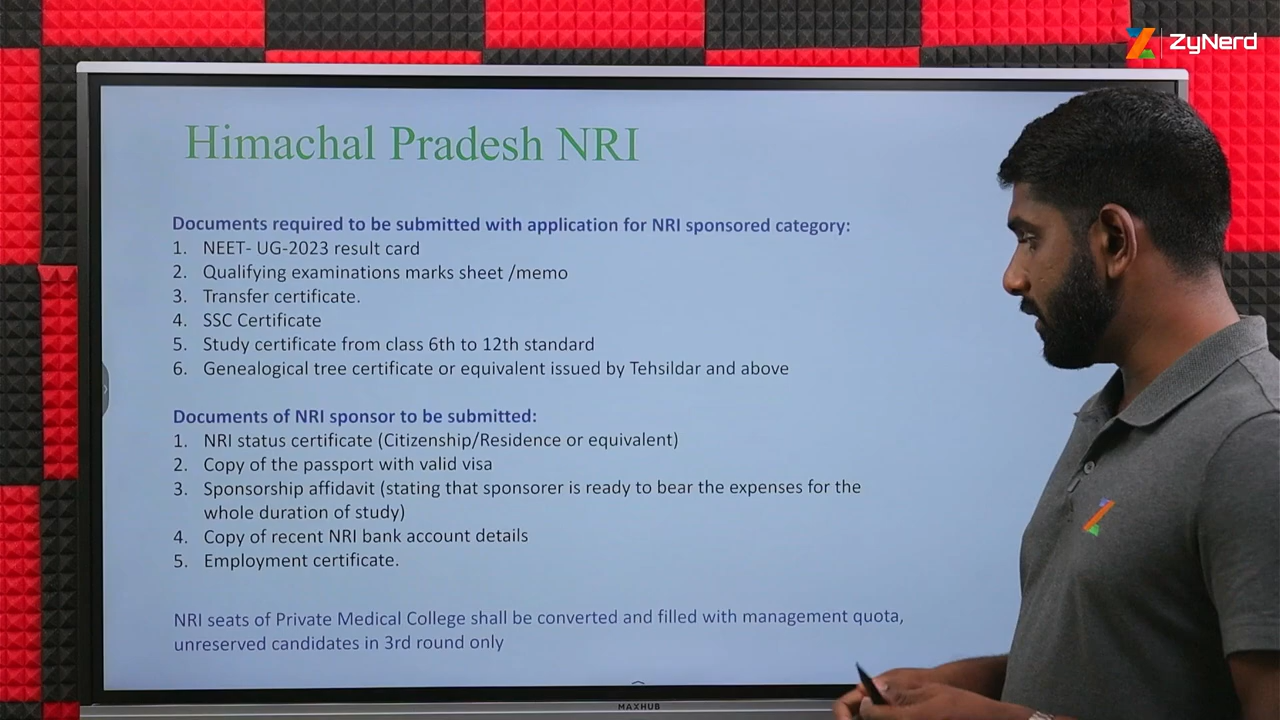 ZyNerd
Himachal Pradesh NRI
Documents required to be submitted with application for NRI sponsored category:
1. NEET- UG-2023 result card
2. Qualifying examinations marks sheet /memo
3. Transfer certificate.
4. SSC Certificate
5. Study certificate from class 6th to 12th standard
6. Genealogical tree certificate or equivalent issued by Tehsildar and above
Documents of NRI sponsor to be submitted:
1. NRI status certificate (Citizenship/Residence or equivalent)
2. Copy of the passport with valid visa
3. Sponsorship affidavit (stating that sponsorer is ready to bear the expenses for the
whole duration of study)
4. Copy of recent NRI bank account details
5. Employment certificate.
NRI seats of Private Medical College shall be converted and filled with management quota,
unreserved candidates in 3rd round only
MAXHUB